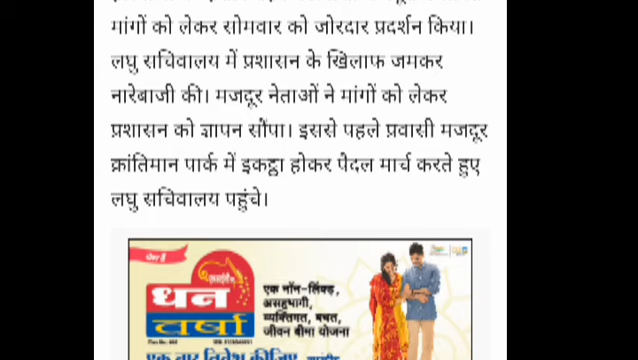 मांगों को लेकर सोमवार को जोरदार प्रदर्शन किया।
लघु सचिवालय में प्रशासन के खिलाफ जमकर
नारेबाजी की। मजदूर नेताओं ने मांगों को लेकर
प्रशासन को ज्ञापन सौंपा। इससे पहले प्रवासी मजदूर
क्रांतिमान पार्क में इकट्ठा होकर पैदल मार्च करते हुए
लघु सचिवालय पहुंचे।
धन
वर्षा
एक नॉन-लिंक्ड,
असहभागी,
व्यक्तिगत, बचत,
जीवन बीमा योजना
एक बार निवेश कीजिए